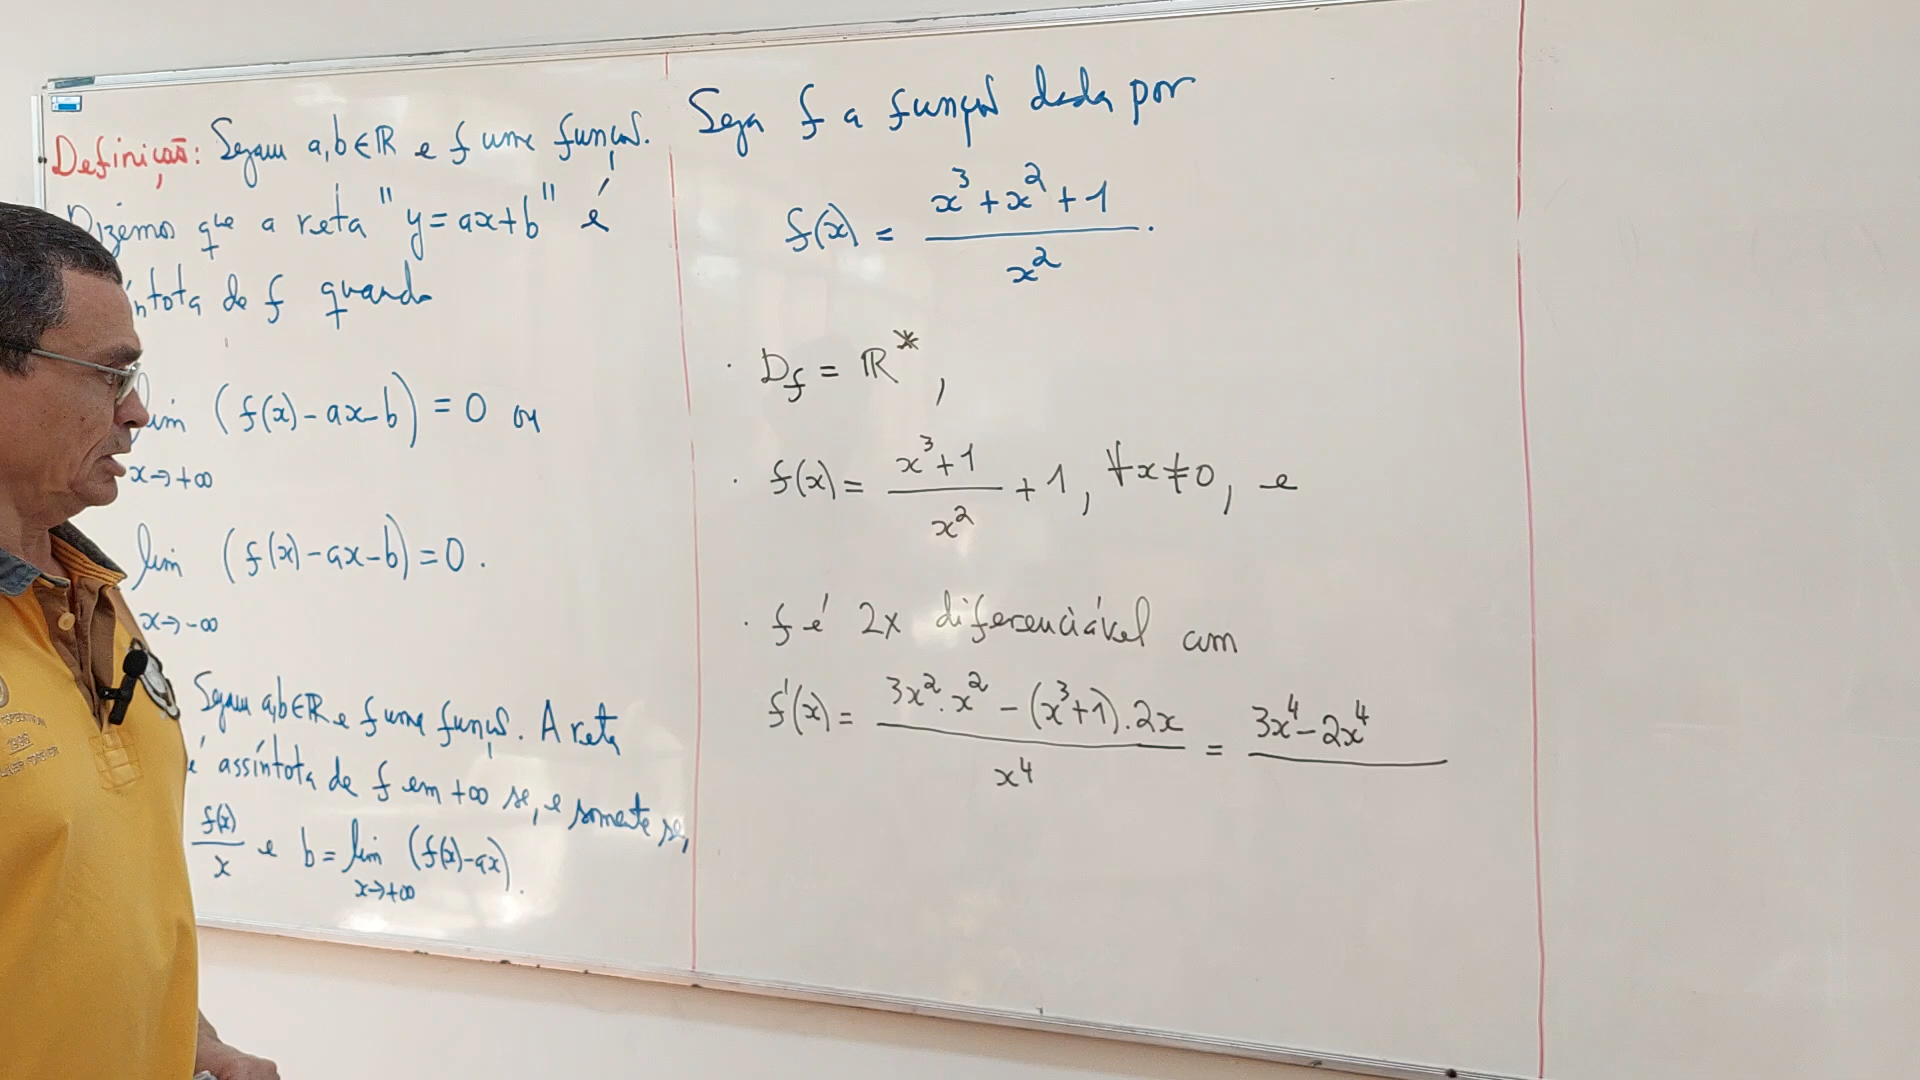 Definição: Sejam a,b∈ℝ e f uma função.
Dizemos que a reta "y=ax+b" é
íntota de f quando
lim (f(x)-ax-b) = 0 ou
x→+∞
lim (f(x)-ax-b)=0.
x→-∞
Sejam a,b∈ℝ e f uma função. A reta
é assíntota de f em +∞ se, e somente se,
f(x)/x e b= lim (f(x)-ax).
x→+∞
Seja f a função dada por
f(x) = (x³+x²+1)/x².
· D_f = ℝ*,
· f(x) = (x³+1)/x² + 1, ∀x≠0, e
· f é 2x diferenciável com
f'(x) = (3x².x² - (x³+1).2x)/x⁴ = 3x⁴-2x⁴